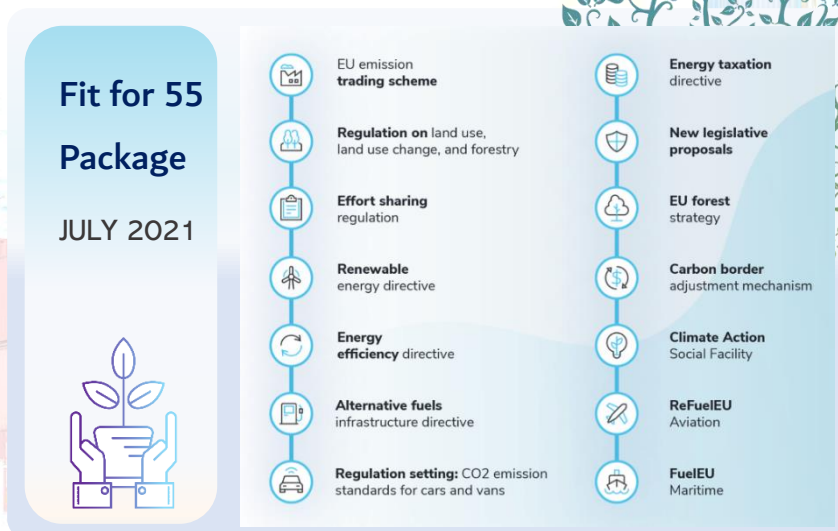 Fit for 55
Package
JULY 2021
EU emission
trading scheme
Regulation on land use,
land use change, and forestry
Effort sharing
regulation
Renewable
energy directive
Energy
efficiency directive
Alternative fuels
infrastructure directive
Regulation setting: CO2 emission
standards for cars and vans
Energy taxation
directive
New legislative
proposals
EU forest
strategy
Carbon border
adjustment mechanism
Climate Action
Social Facility
ReFuelEU
Aviation
FuelEU
Maritime